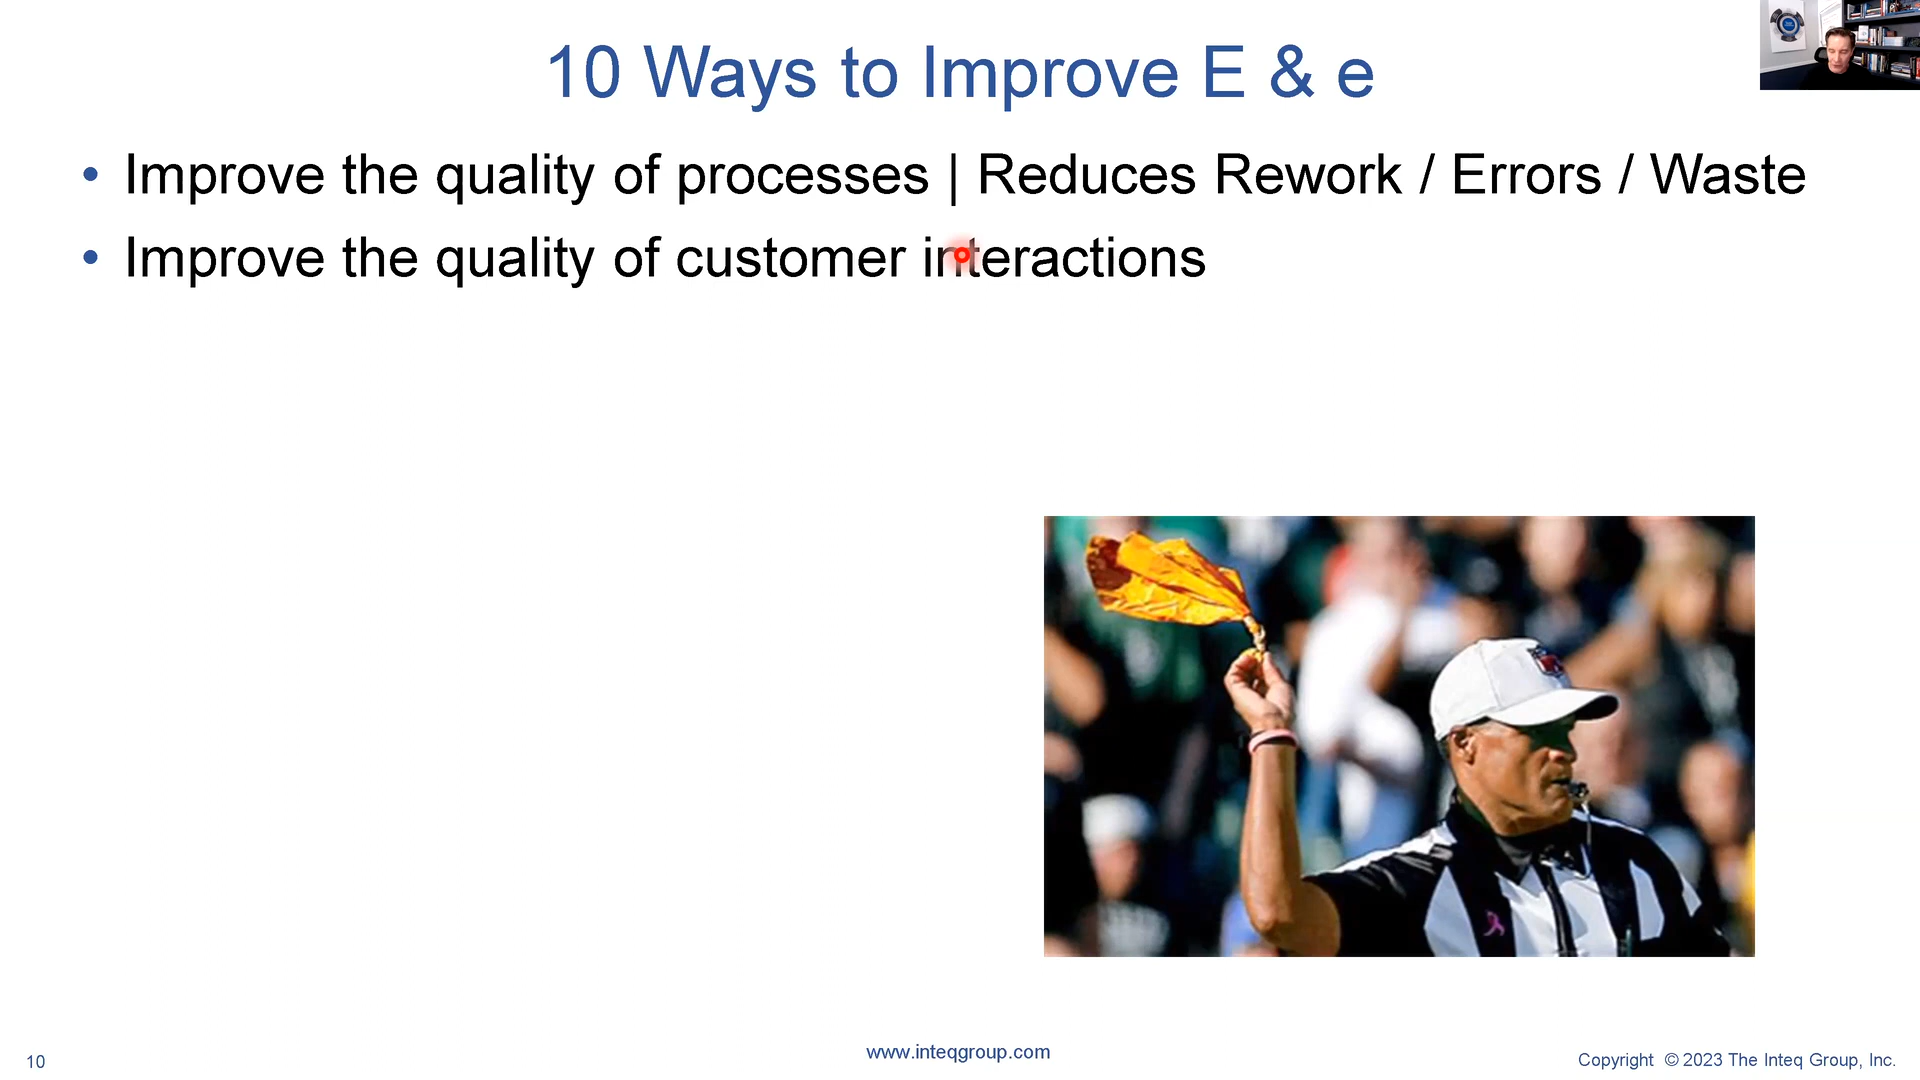 10 Ways to Improve E & e
• Improve the quality of processes | Reduces Rework / Errors / Waste
• Improve the quality of customer interactions
10
www.inteqgroup.com
Copyright © 2023 The Inteq Group, Inc.